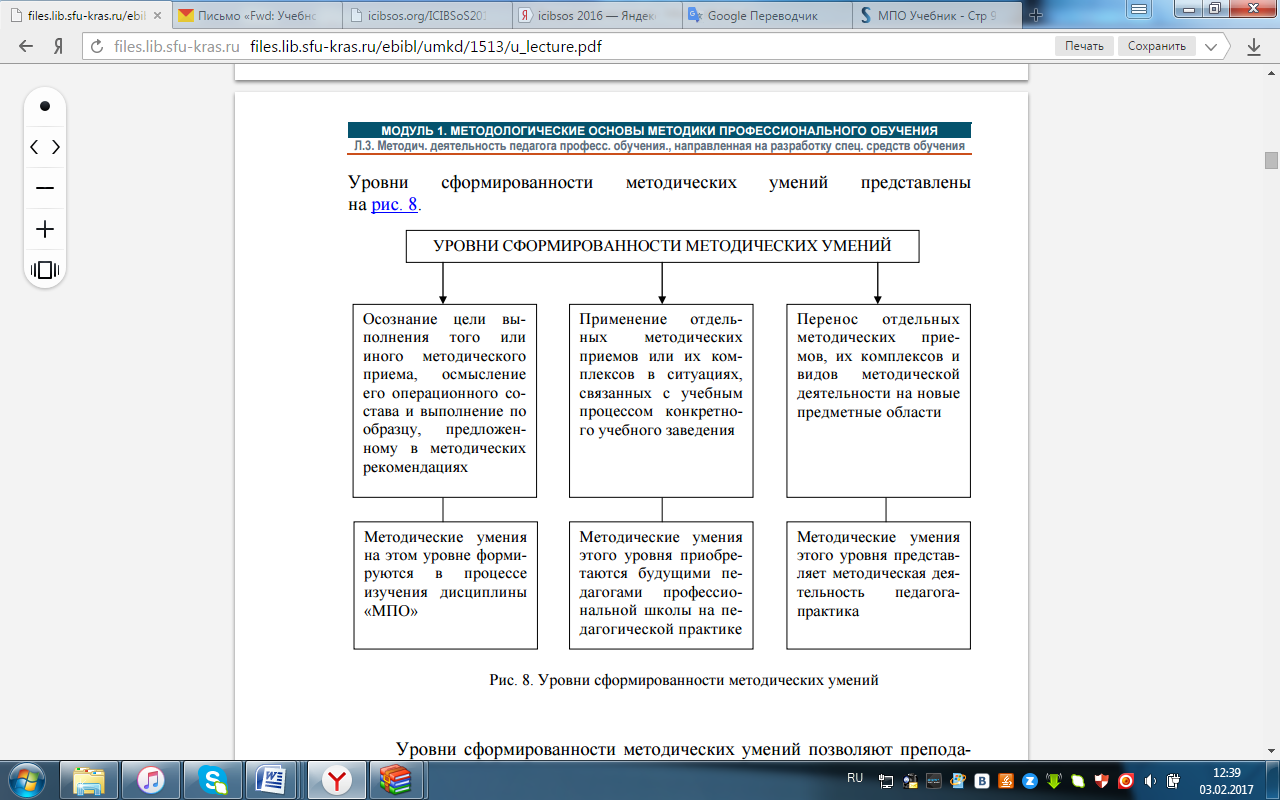 files.lib.sfu-kras.ru/ebibl
Письмо «Fwd: Учебнс
icibsos.org/ICIBSoS201
icibsos 2016 — Яндекс
Google Переводчик
МПО Учебник - Стр 9
files.lib.sfu-kras.ru files.lib.sfu-kras.ru/ebibl/umkd/1513/u_lecture.pdf
Печать
Сохранить
МОДУЛЬ 1. МЕТОДОЛОГИЧЕСКИЕ ОСНОВЫ МЕТОДИКИ ПРОФЕССИОНАЛЬНОГО ОБУЧЕНИЯ
Л.3. Методич. деятельность педагога професс. обучения., направленная на разработку спец. средств обучения
Уровни сформированности методических умений представлены
на рис. 8.
УРОВНИ СФОРМИРОВАННОСТИ МЕТОДИЧЕСКИХ УМЕНИЙ
Осознание цели вы-
полнения того или
иного методического
приема, осмысление
его операционного со-
става и выполнение по
образцу, предложен-
ному в методических
рекомендациях
Применение отдель-
ных методических
приемов или их ком-
плексов в ситуациях,
связанных с учебным
процессом конкретно-
го учебного заведения
Перенос отдельных
методических прие-
мов, их комплексов и
видов методической
деятельности на новые
предметные области
Методические умения
на этом уровне форми-
руются в процессе
изучения дисциплины
«МПО»
Методические умения
этого уровня приобре-
таются будущими пе-
дагогами профессио-
нальной школы на пе-
дагогической практике
Методические умения
этого уровня представ-
ляет методическая дея-
тельность педагога-
практика
Рис. 8. Уровни сформированности методических умений
Уровни сформированности методических умений позволяют препода-
RU
12:39
03.02.2017